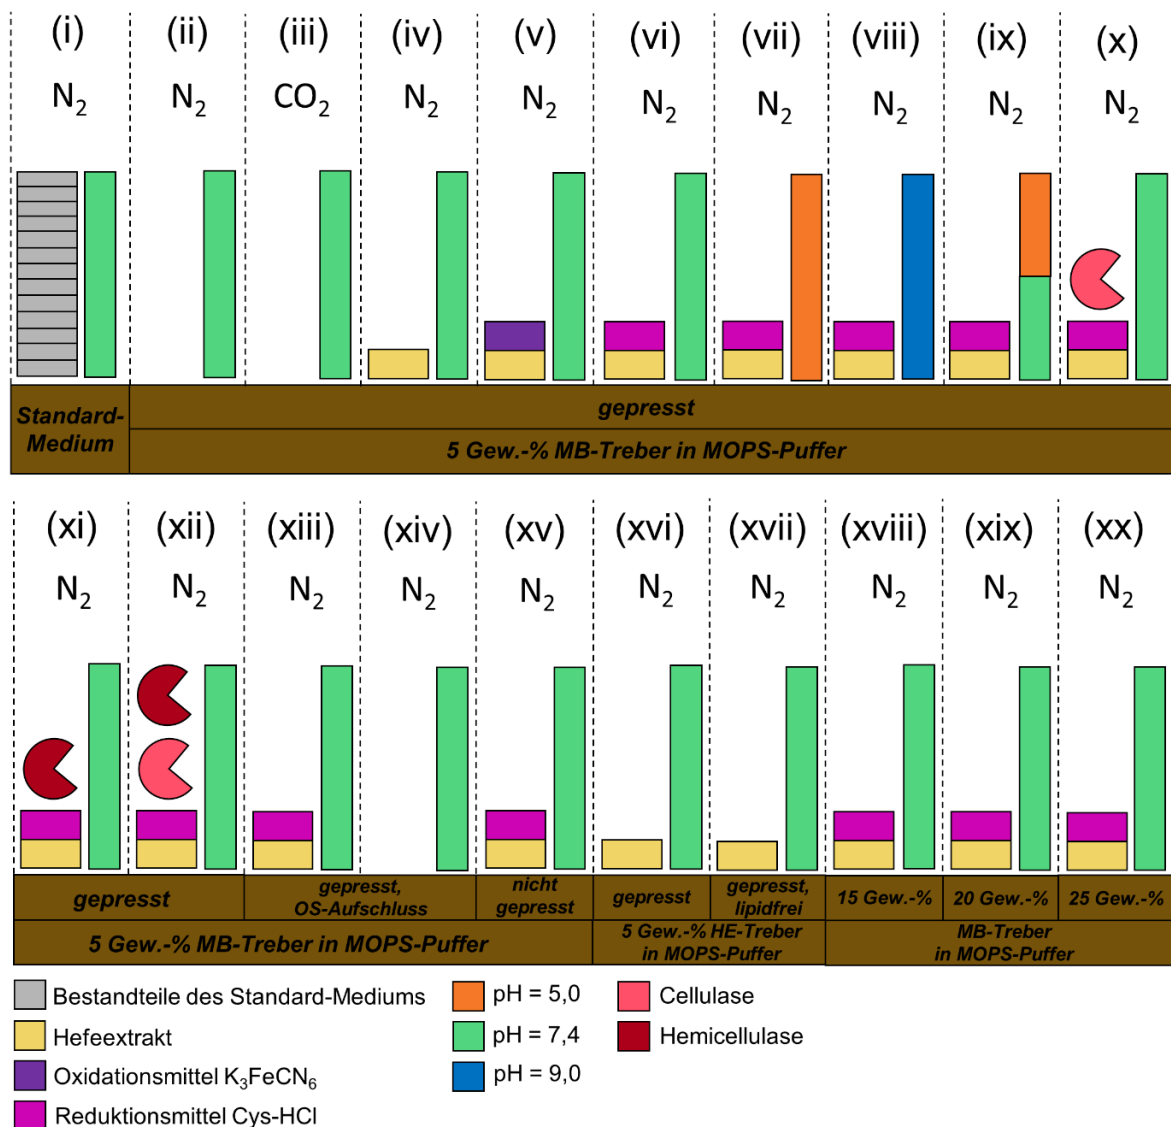 (i) (ii) (iii) (iv) (v) (vi) (vii) (viii) (ix) (x)
N₂ N₂ CO₂ N₂ N₂ N₂ N₂ N₂ N₂ N₂
Standard-
Medium
gepresst
5 Gew.-% MB-Treber in MOPS-Puffer
(xi) (xii) (xiii) (xiv) (xv) (xvi) (xvii) (xviii) (xix) (xx)
N₂ N₂ N₂ N₂ N₂ N₂ N₂ N₂ N₂ N₂
gepresst
gepresst,
OS-Aufschluss
nicht
gepresst
gepresst
gepresst,
lipidfrei
15 Gew.-%
20 Gew.-%
25 Gew.-%
5 Gew.-% MB-Treber in MOPS-Puffer
5 Gew.-% HE-Treber
in MOPS-Puffer
MB-Treber
in MOPS-Puffer
Bestandteile des Standard-Mediums
Hefeextrakt
Oxidationsmittel K₃FeCN₆
Reduktionsmittel Cys-HCl
pH = 5,0
pH = 7,4
pH = 9,0
Cellulase
Hemicellulase